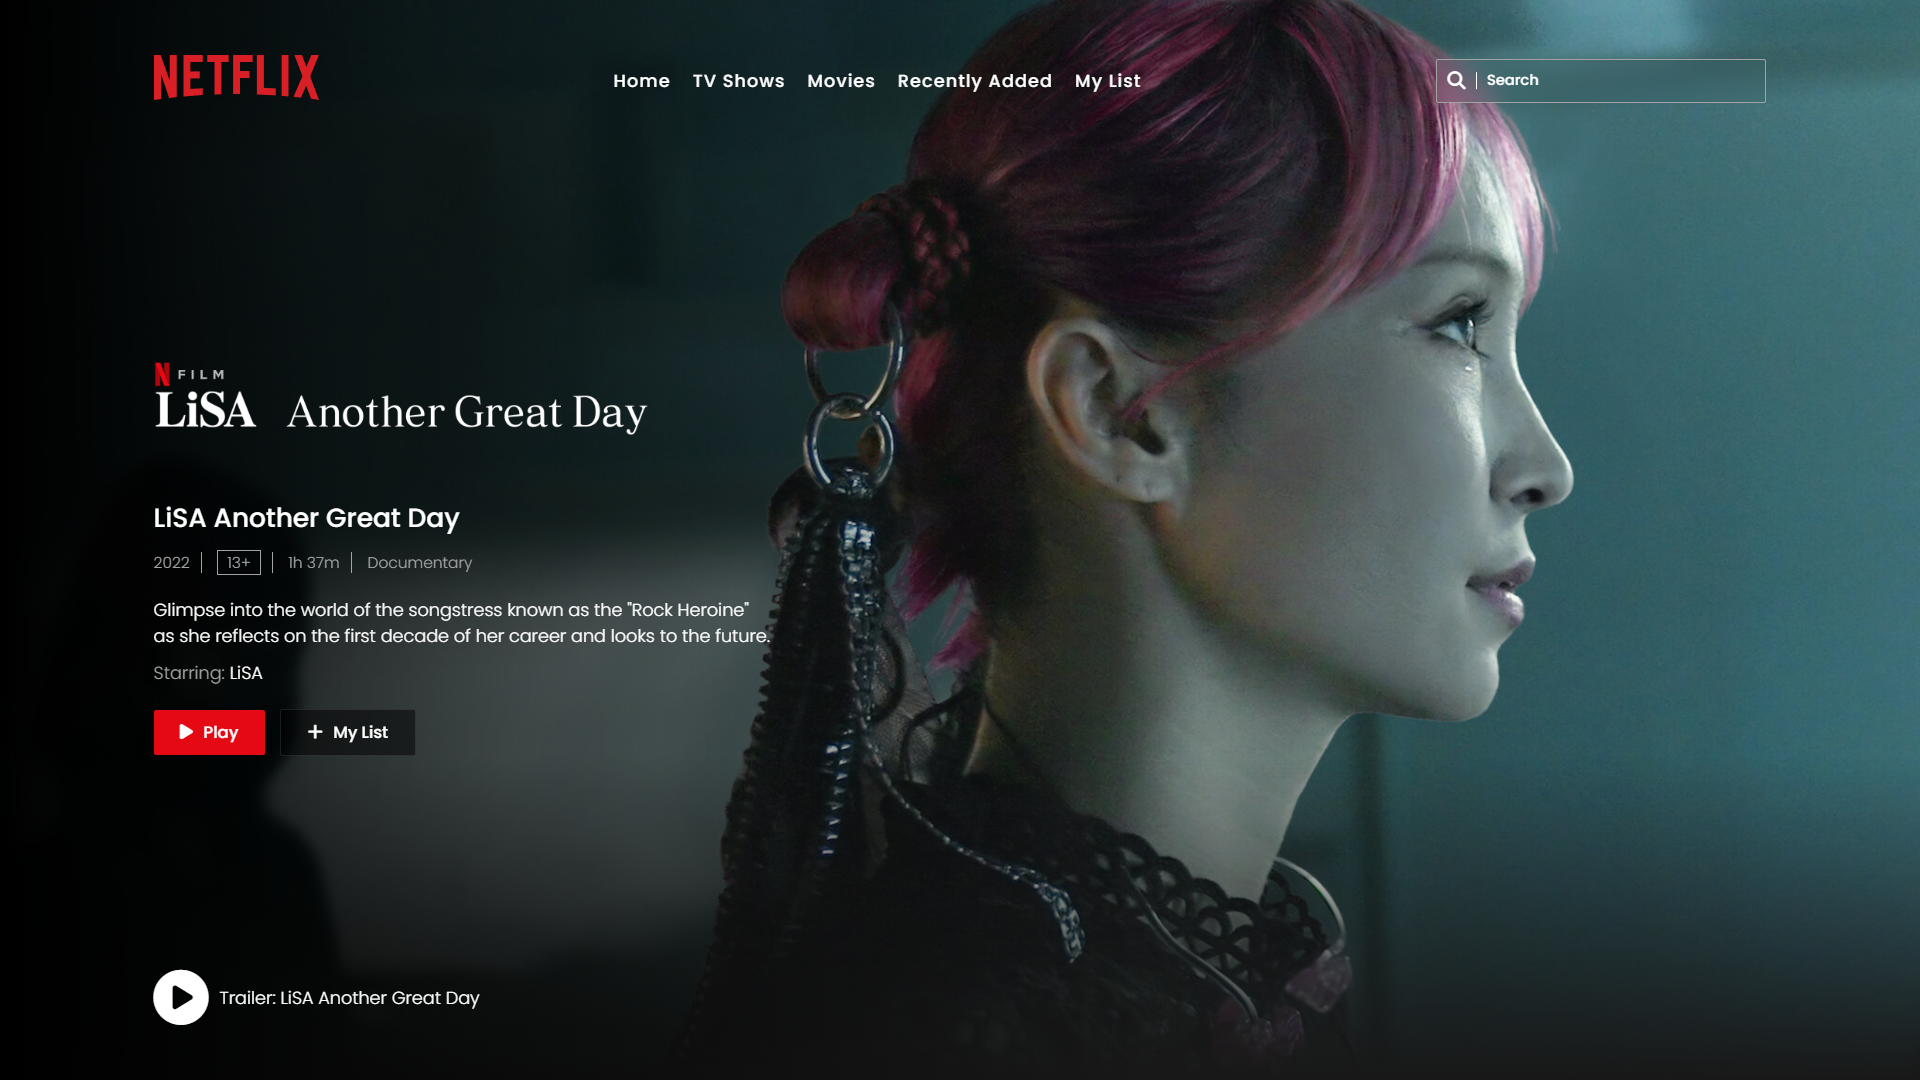 NETFLIX
Home TV Shows Movies Recently Added My List
Search
N FILM
LiSA Another Great Day
LiSA Another Great Day
2022 13+ 1h 37m Documentary
Glimpse into the world of the songstress known as the "Rock Heroine"
as she reflects on the first decade of her career and looks to the future.
Starring: LiSA
Play + My List
Trailer: LiSA Another Great Day